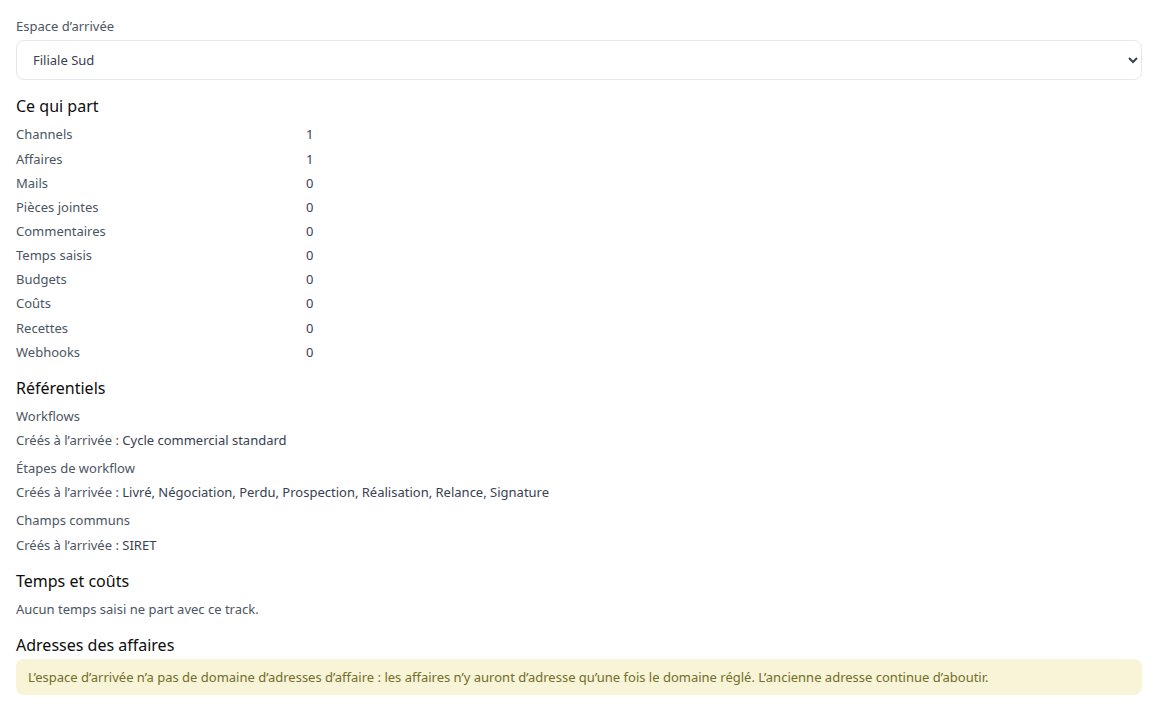 Espace d’arrivée
Filiale Sud
Ce qui part
Channels 1
Affaires 1
Mails 0
Pièces jointes 0
Commentaires 0
Temps saisis 0
Budgets 0
Coûts 0
Recettes 0
Webhooks 0
Référentiels
Workflows
Créés à l’arrivée : Cycle commercial standard
Étapes de workflow
Créés à l’arrivée : Livré, Négociation, Perdu, Prospection, Réalisation, Relance, Signature
Champs communs
Créés à l’arrivée : SIRET
Temps et coûts
Aucun temps saisi ne part avec ce track.
Adresses des affaires
L’espace d’arrivée n’a pas de domaine d’adresses d’affaire : les affaires n’y auront d’adresse qu’une fois le domaine réglé. L’ancienne adresse continue d’aboutir.